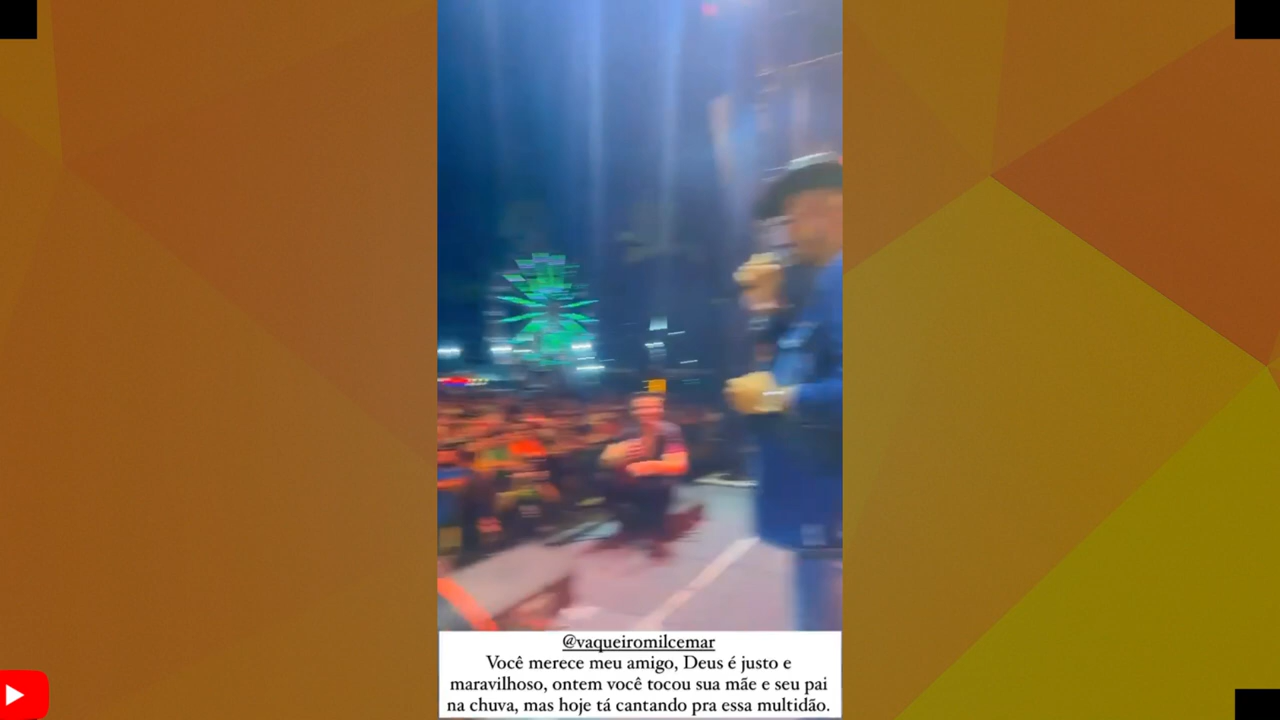 @vaqueiromilcemar
Você merece meu amigo, Deus é justo e
maravilhoso, ontem você tocou sua mãe e seu pai
na chuva, mas hoje tá cantando pra essa multidão.